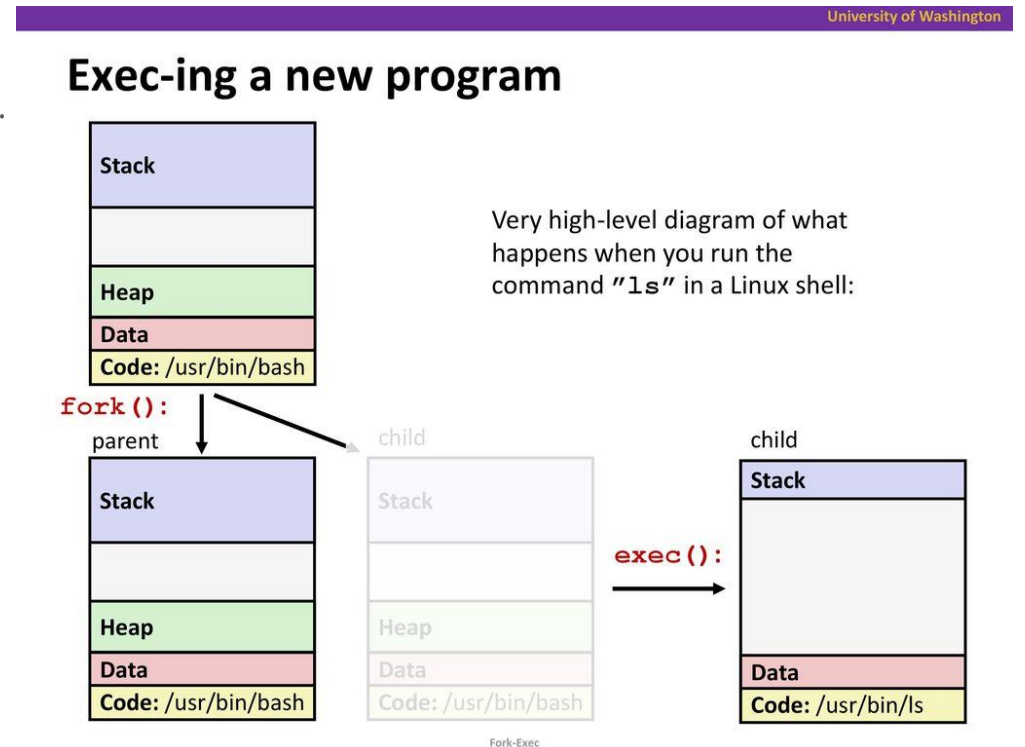 University of Washington
Exec-ing a new program
Stack
Heap
Data
Code: /usr/bin/bash
Very high-level diagram of what
happens when you run the
command "ls" in a Linux shell:
fork():
parent
Stack
Heap
Data
Code: /usr/bin/bash
child
Stack
Heap
Data
Code: /usr/bin/bash
exec():
child
Stack
Data
Code: /usr/bin/ls
Fork-Exec